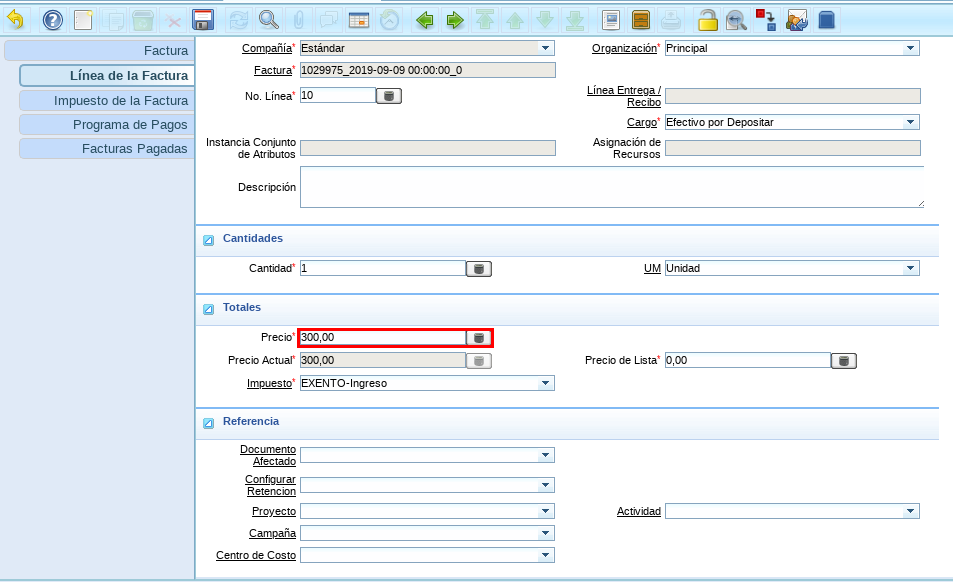 Factura
Línea de la Factura
Impuesto de la Factura
Programa de Pagos
Facturas Pagadas
Compañía* Estándar
Organización* Principal
Factura* 1029975_2019-09-09 00:00:00_0
No. Línea* 10
Línea Entrega /
Recibo
Cargo* Efectivo por Depositar
Instancia Conjunto
de Atributos
Asignación de
Recursos
Descripción
Cantidades
Cantidad* 1
UM Unidad
Totales
Precio* 300,00
Precio Actual* 300,00
Precio de Lista* 0,00
Impuesto* EXENTO-Ingreso
Referencia
Documento
Afectado
Configurar
Retencion
Proyecto
Actividad
Campaña
Centro de Costo